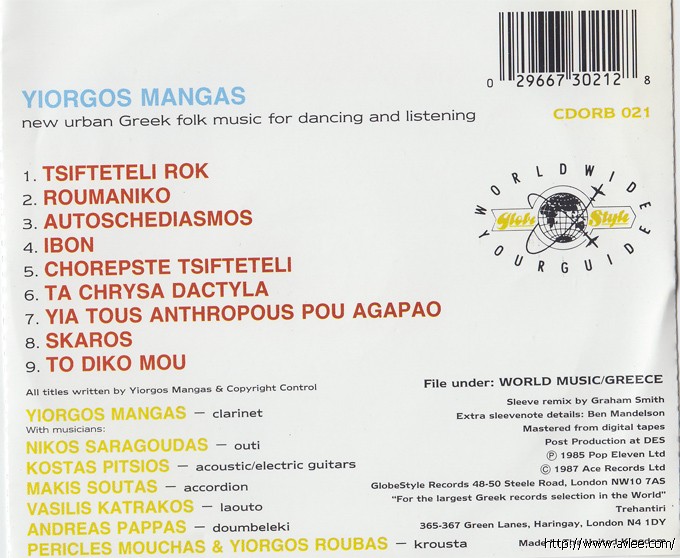 0 29667 30212 8
YIORGOS MANGAS
new urban Greek folk music for dancing and listening
CDORB 021
1. TSIFTETELI ROK
2. ROUMANIKO
3. AUTOSCHEDIASMOS
4. IBON
5. CHOREPSTE TSIFTETELI
6. TA CHRYSA DACTYLA
7. YIA TOUS ANTHROPOUS POU AGAPAO
8. SKAROS
9. TO DIKO MOU
WORLDWIDE
Globe Style
YOUR GUIDE
All titles written by Yiorgos Mangas & Copyright Control
YIORGOS MANGAS – clarinet
With musicians:
NIKOS SARAGOUDAS – outi
KOSTAS PITSIOS – acoustic/electric guitars
MAKIS SOUTAS – accordion
VASILIS KATRAKOS – laouto
ANDREAS PAPPAS – doumbeleki
PERICLES MOUCHAS & YIORGOS ROUBAS – krousta
File under: WORLD MUSIC/GREECE
Sleeve remix by Graham Smith
Extra sleevenote details: Ben Mandelson
Mastered from digital tapes
Post Production at DES
Ⓟ 1985 Pop Eleven Ltd
© 1987 Ace Records Ltd
GlobeStyle Records 48-50 Steele Road, London NW10 7AS
"For the largest Greek records selection in the World"
Trehantiri
365-367 Green Lanes, Haringay, London N4 1DY
Made